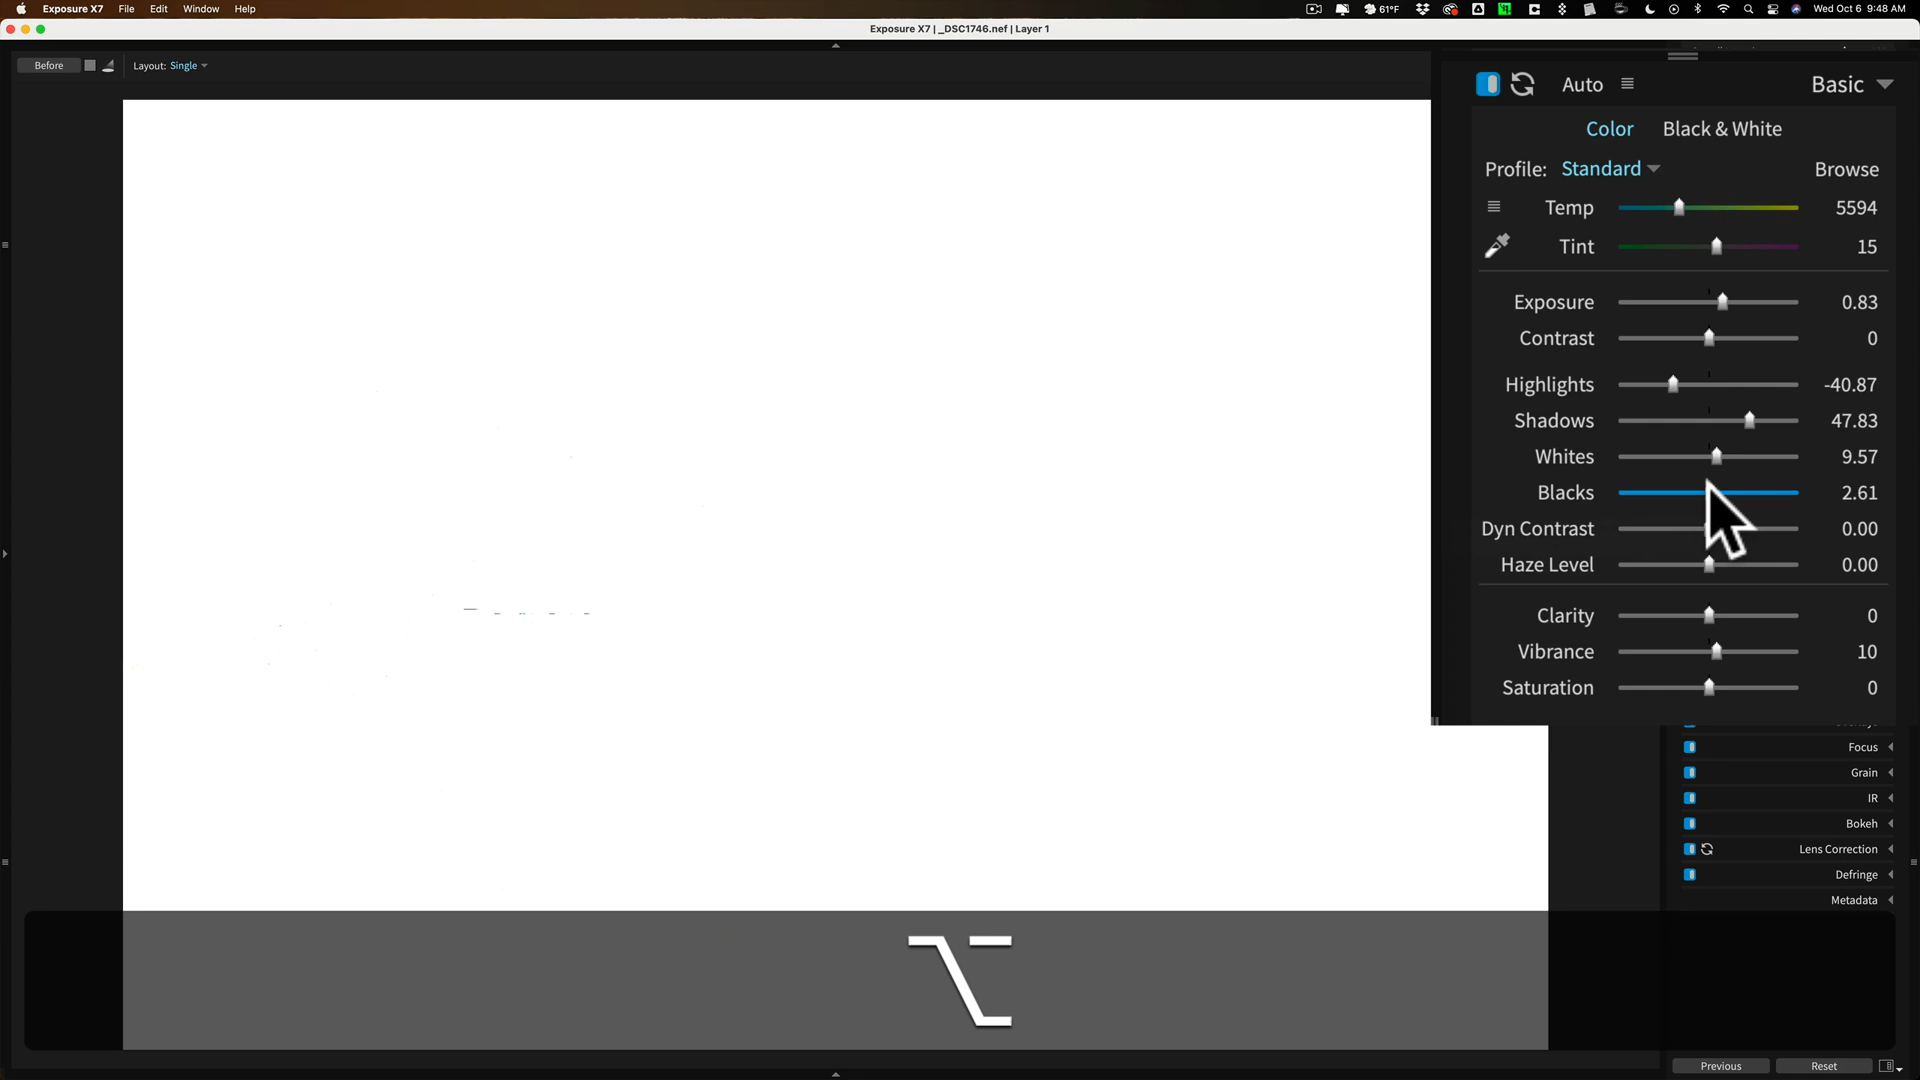 Exposure X7 File Edit Window Help
61°F
Wed Oct 6 9:48 AM
Exposure X7 | _DSC1746.nef | Layer 1
Before
Layout: Single
Auto
Basic
Color Black & White
Profile: Standard Browse
Temp 5594
Tint 15
Exposure 0.83
Contrast 0
Highlights -40.87
Shadows 47.83
Whites 9.57
Blacks 2.61
Dyn Contrast 0.00
Haze Level 0.00
Clarity 0
Vibrance 10
Saturation 0
Focus
Grain
IR
Bokeh
Lens Correction
Defringe
Metadata
Previous Reset